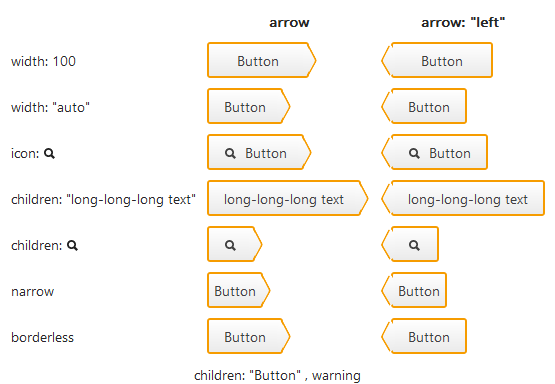 arrow arrow: "left"
width: 100 Button Button
width: "auto" Button Button
icon: Button Button
children: "long-long-long text" long-long-long text long-long-long text
children:
narrow Button Button
borderless Button Button
children: "Button" , warning